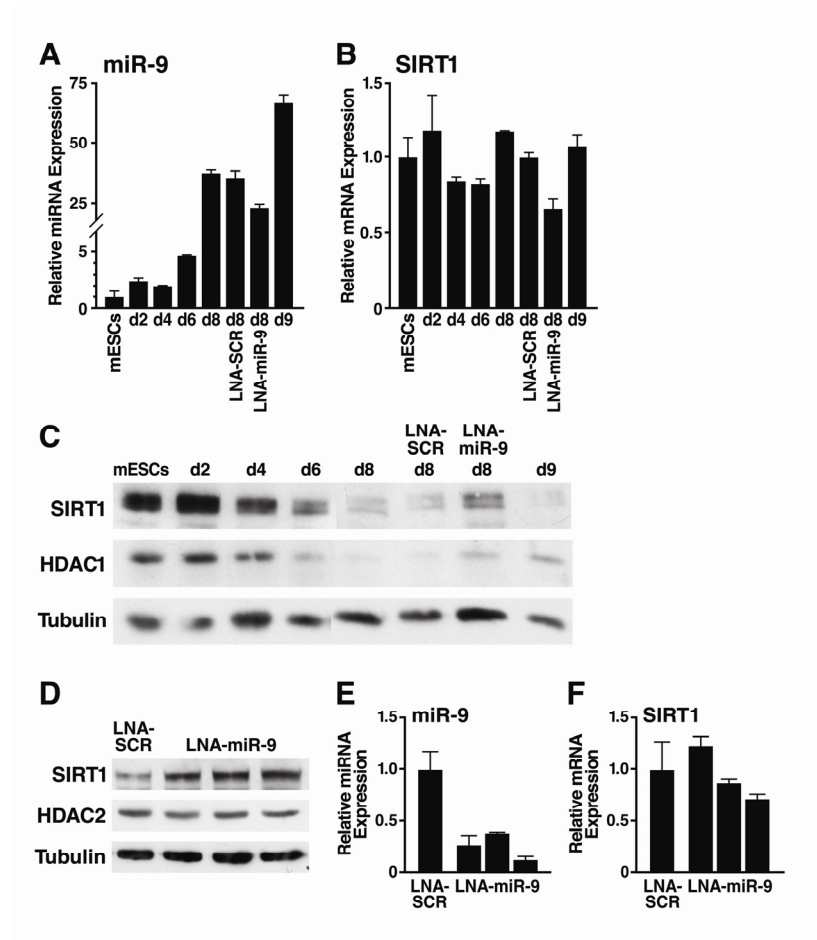 A
miR-9
Relative miRNA Expression
75
50
25
5
0
mESCs
d2
d4
d6
d8
d8
LNA-SCR
d8
LNA-miR-9
d9
B
SIRT1
Relative mRNA Expression
1.5
1.0
0.5
0
mESCs
d2
d4
d6
d8
d8
LNA-SCR
d8
LNA-miR-9
d9
C
LNA- LNA-
SCR miR-9
mESCs d2 d4 d6 d8 d8 d8 d9
SIRT1
HDAC1
Tubulin
D
LNA-
SCR LNA-miR-9
SIRT1
HDAC2
Tubulin
E
miR-9
Relative miRNA
Expression
1.5
1.0
0.5
0
LNA- LNA-miR-9
SCR
F
SIRT1
Relative mRNA
Expression
1.5
1.0
0.5
0
LNA- LNA-miR-9
SCR